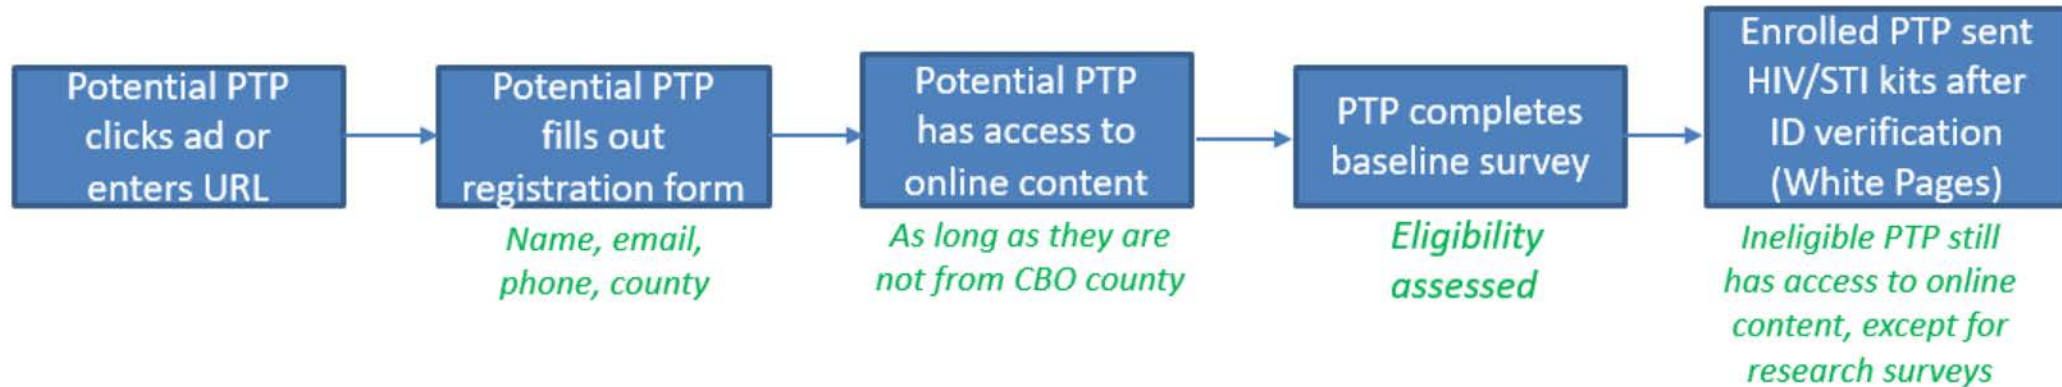 Potential PTP
clicks ad or
enters URL
Potential PTP
fills out
registration form
Name, email,
phone, county
Potential PTP
has access to
online content
As long as they are
not from CBO county
PTP completes
baseline survey
Eligibility
assessed
Enrolled PTP sent
HIV/STI kits after
ID verification
(White Pages)
Ineligible PTP still
has access to online
content, except for
research surveys